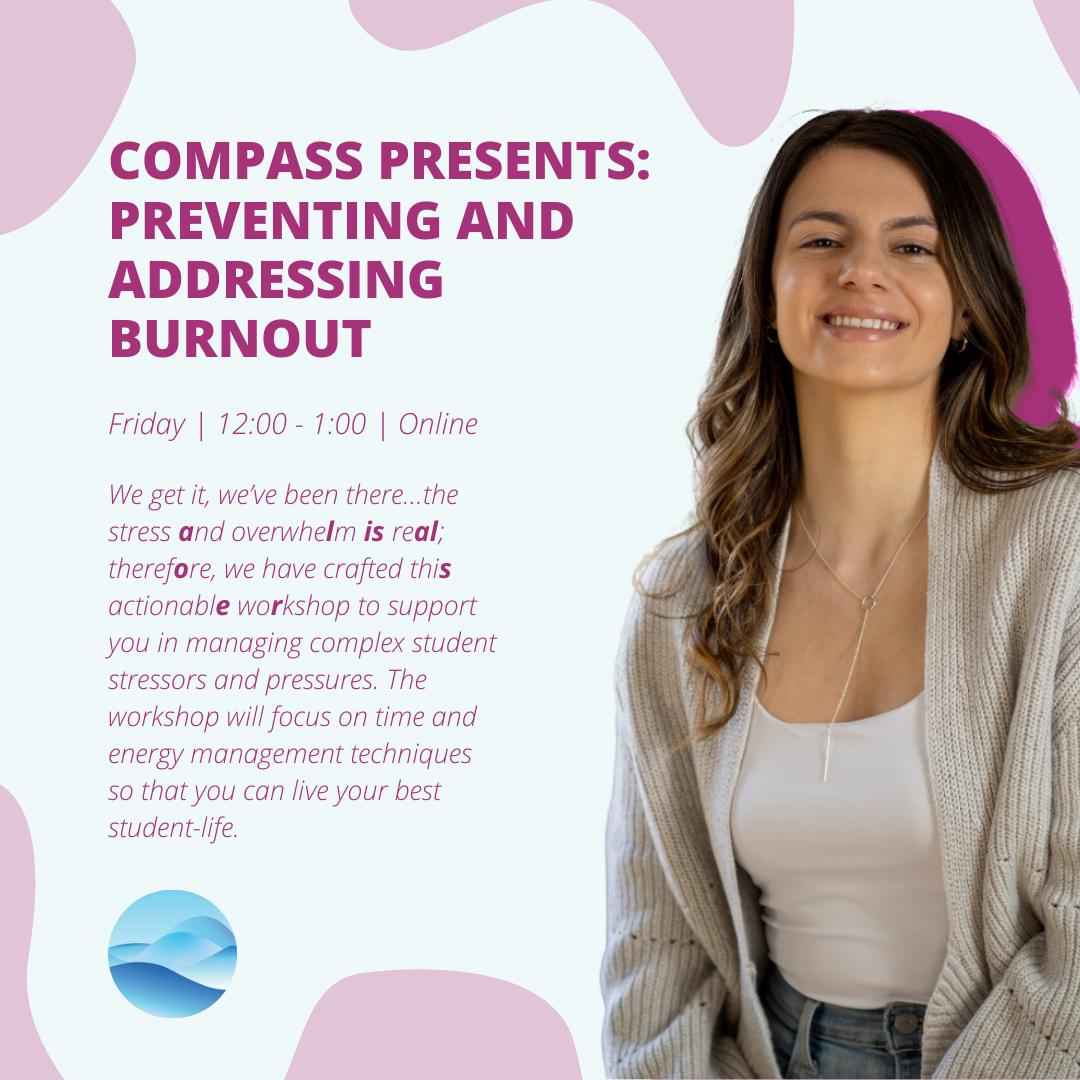 COMPASS PRESENTS:
PREVENTING AND
ADDRESSING
BURNOUT
Friday | 12:00 - 1:00 | Online
We get it, we've been there...the
stress and overwhelm is real;
therefore, we have crafted this
actionable workshop to support
you in managing complex student
stressors and pressures. The
workshop will focus on time and
energy management techniques
so that you can live your best
student-life.